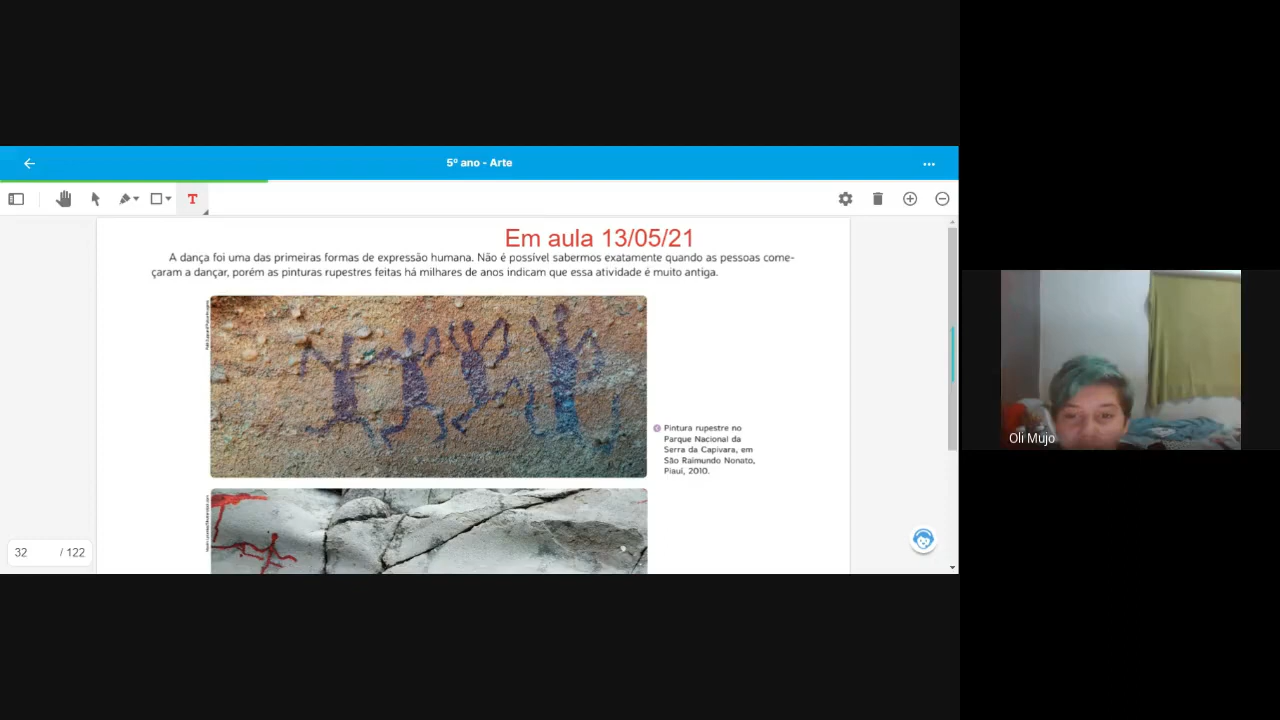 5º ano - Arte
T
Em aula 13/05/21
A dança foi uma das primeiras formas de expressão humana. Não é possível sabermos exatamente quando as pessoas come-
çaram a dançar, porém as pinturas rupestres feitas há milhares de anos indicam que essa atividade é muito antiga.
Pintura rupestre no
Parque Nacional da
Serra da Capivara, em
São Raimundo Nonato,
Piauí, 2010.
32 / 122
Oli Mujo